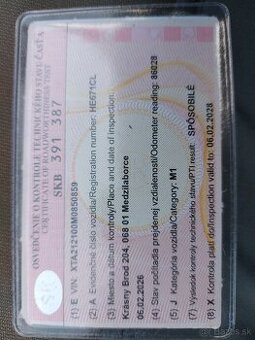 OSVEDČENIE O KONTROLE TECHNICKÉHO STAVU ČASŤ A
CERTIFICATE OF ROADWORTHINESS TEST
SKB 391 387
(1) E VIN: XTA212100M0850859
(2) A Evidenčné číslo vozidla/Registration number: HE671CL
(3) Miesto a dátum kontroly/Place and date of inspection:
Krásny Brod 204, 068 01 Medzilaborce
06.02.2026
(4) Stav počítadla prejdenej vzdialenosti/Odometer reading: 86028
(5) J Kategória vozidla/Category: M1
(7) Výsledok kontroly technického stavu/PTI result: SPÔSOBILÉ
(8) X Kontrola platí do/Inspection valid to: 06.02.2028